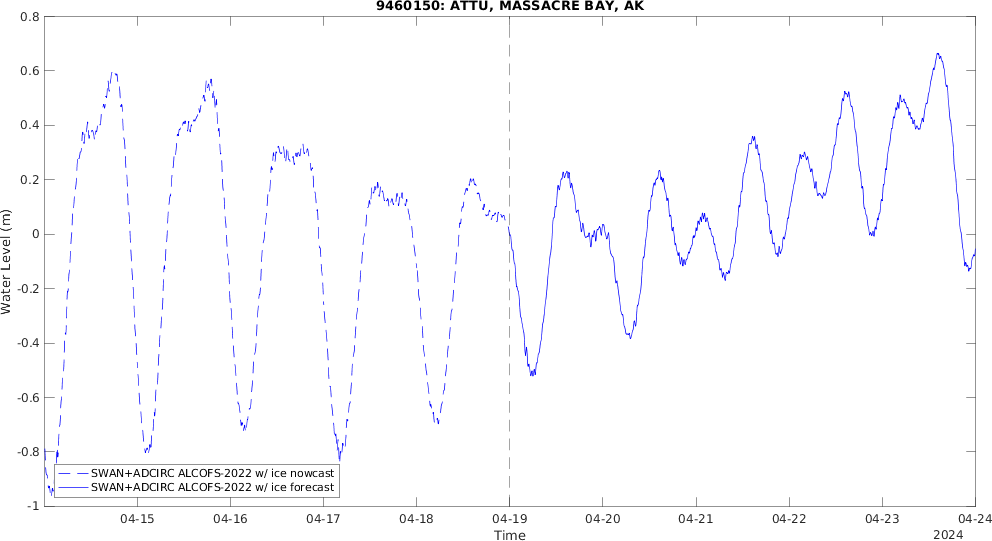 9460150: ATTU, MASSACRE BAY, AK
0.8
0.6
0.4
0.2
0
-0.2
-0.4
-0.6
-0.8
-1
Water Level (m)
SWAN+ADCIRC ALCOFS-2022 w/ ice nowcast
SWAN+ADCIRC ALCOFS-2022 w/ ice forecast
04-15 04-16 04-17 04-18 04-19 04-20 04-21 04-22 04-23 04-24
Time
2024